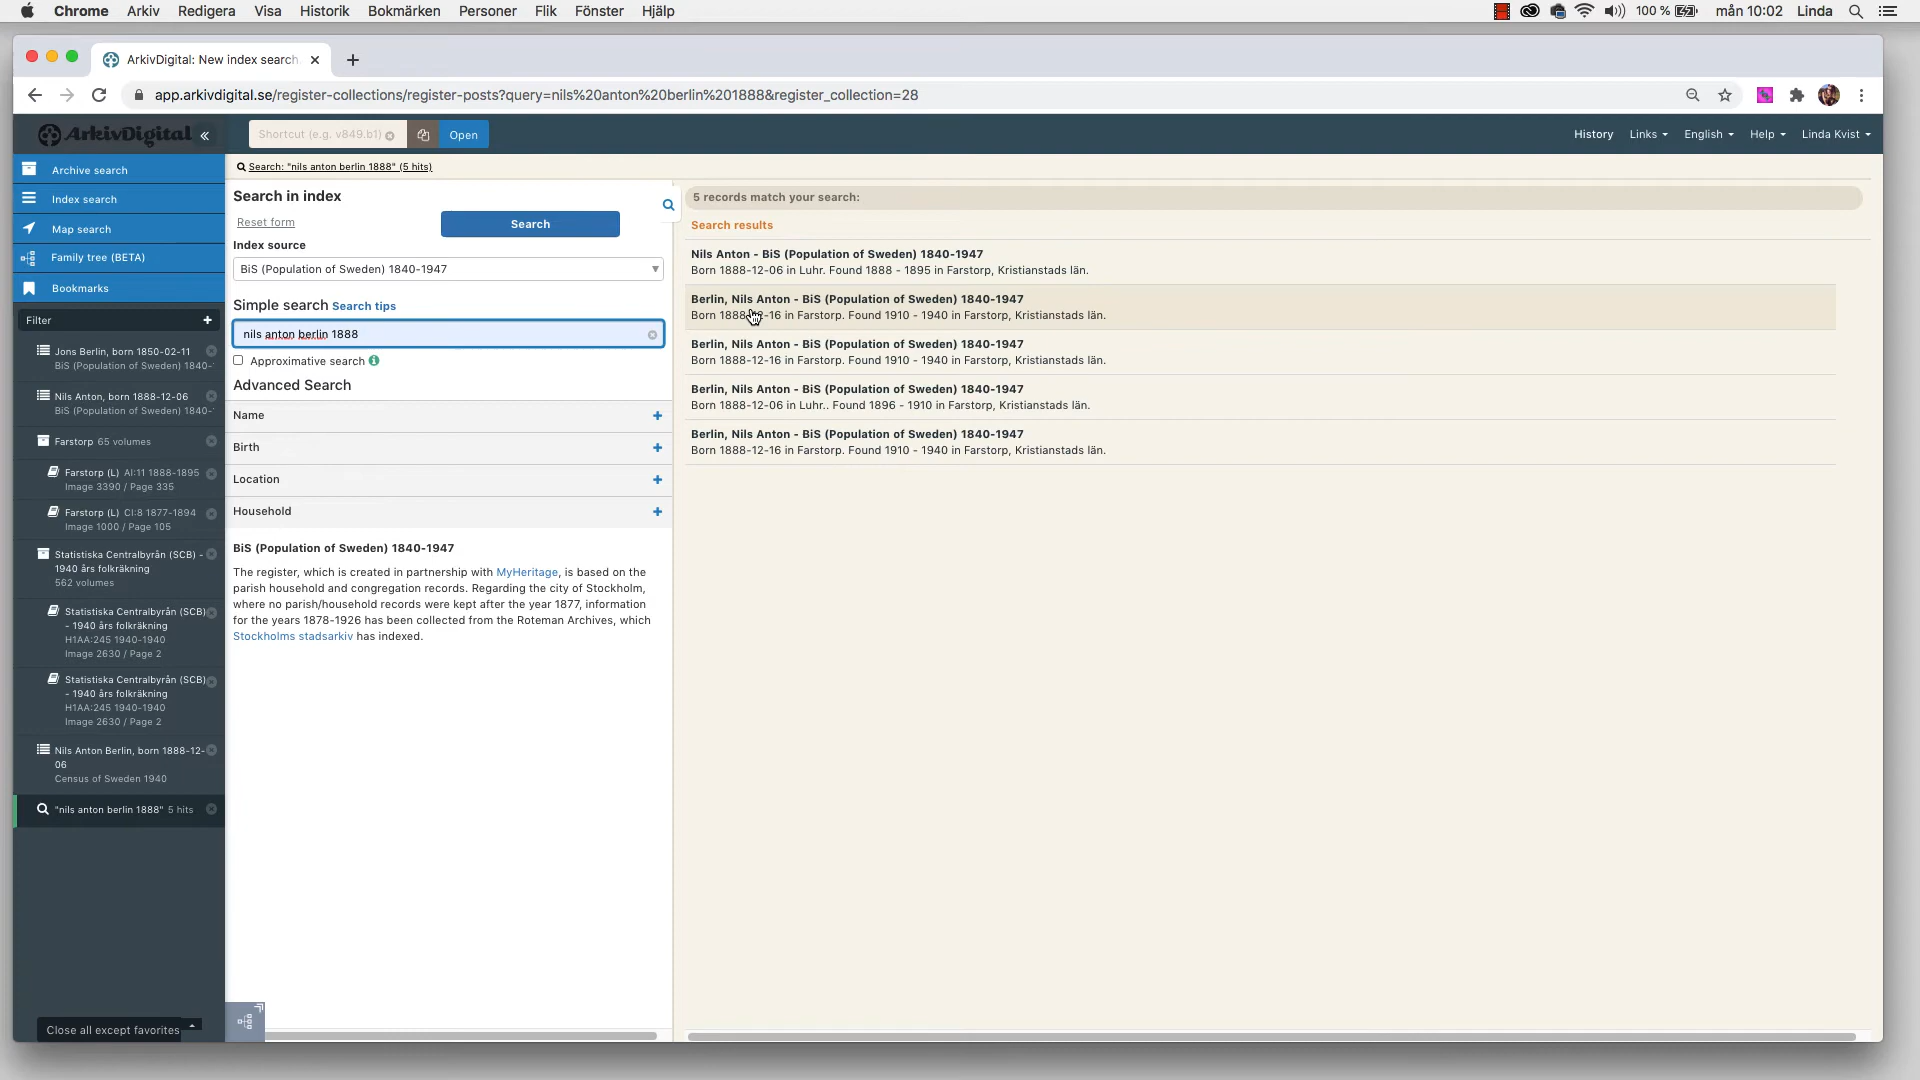 Chrome Arkiv Redigera Visa Historik Bokmärken Personer Flik Fönster Hjälp 100 % mån 10:02 Linda
ArkivDigital: New index search
app.arkivdigital.se/register-collections/register-posts?query=nils%20anton%20berlin%201888&register_collection=28
ArkivDigital « Shortcut (e.g. v849.b1) Open History Links English Help Linda Kvist
Archive search
Index search
Map search
Family tree (BETA)
Bookmarks
Filter +
Jons Berlin, born 1850-02-11
BiS (Population of Sweden) 1840-
Nils Anton, born 1888-12-06
BiS (Population of Sweden) 1840-
Farstorp 65 volumes
Farstorp (L) AI:11 1888-1895
Image 3390 / Page 335
Farstorp (L) CI:8 1877-1894
Image 1000 / Page 105
Statistiska Centralbyrån (SCB) -
1940 års folkräkning
562 volumes
Statistiska Centralbyrån (SCB)
- 1940 års folkräkning
H1AA:245 1940-1940
Image 2630 / Page 2
Statistiska Centralbyrån (SCB)
- 1940 års folkräkning
H1AA:245 1940-1940
Image 2630 / Page 2
Nils Anton Berlin, born 1888-12-
06
Census of Sweden 1940
"nils anton berlin 1888" 5 hits
Close all except favorites
Search: "nils anton berlin 1888" (5 hits)
Search in index
Reset form Search
Index source
BiS (Population of Sweden) 1840-1947
Simple search Search tips
nils anton berlin 1888
Approximative search
Advanced Search
Name +
Birth +
Location +
Household +
BiS (Population of Sweden) 1840-1947
The register, which is created in partnership with MyHeritage, is based on the
parish household and congregation records. Regarding the city of Stockholm,
where no parish/household records were kept after the year 1877, information
for the years 1878-1926 has been collected from the Roteman Archives, which
Stockholms stadsarkiv has indexed.
5 records match your search:
Search results
Nils Anton - BiS (Population of Sweden) 1840-1947
Born 1888-12-06 in Luhr. Found 1888 - 1895 in Farstorp, Kristianstads län.
Berlin, Nils Anton - BiS (Population of Sweden) 1840-1947
Born 1888-12-16 in Farstorp. Found 1910 - 1940 in Farstorp, Kristianstads län.
Berlin, Nils Anton - BiS (Population of Sweden) 1840-1947
Born 1888-12-16 in Farstorp. Found 1910 - 1940 in Farstorp, Kristianstads län.
Berlin, Nils Anton - BiS (Population of Sweden) 1840-1947
Born 1888-12-06 in Luhr.. Found 1896 - 1910 in Farstorp, Kristianstads län.
Berlin, Nils Anton - BiS (Population of Sweden) 1840-1947
Born 1888-12-16 in Farstorp. Found 1910 - 1940 in Farstorp, Kristianstads län.